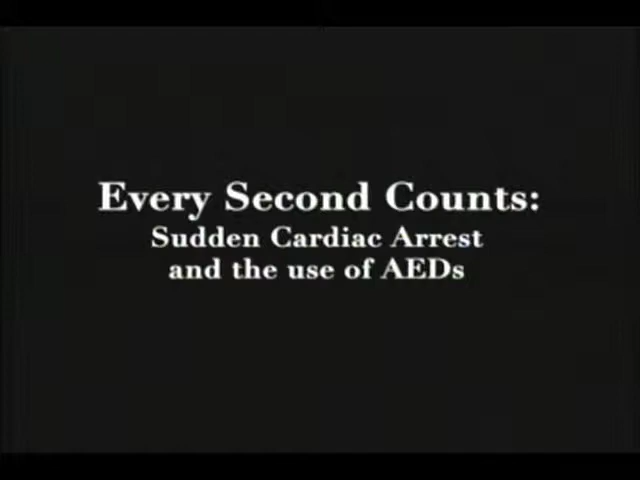 Every Second Counts:
Sudden Cardiac Arrest
and the use of AEDs